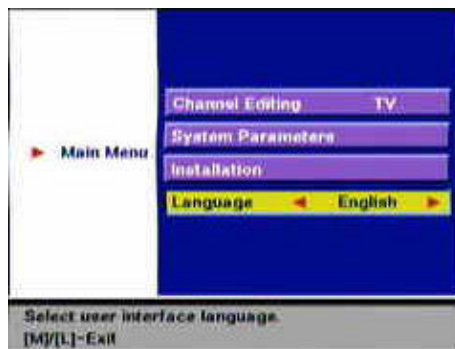 Channel Editing TV
System Parameters
Main Menu
Installation
Language English
Select user interface language.
[M]/[L]-Exit